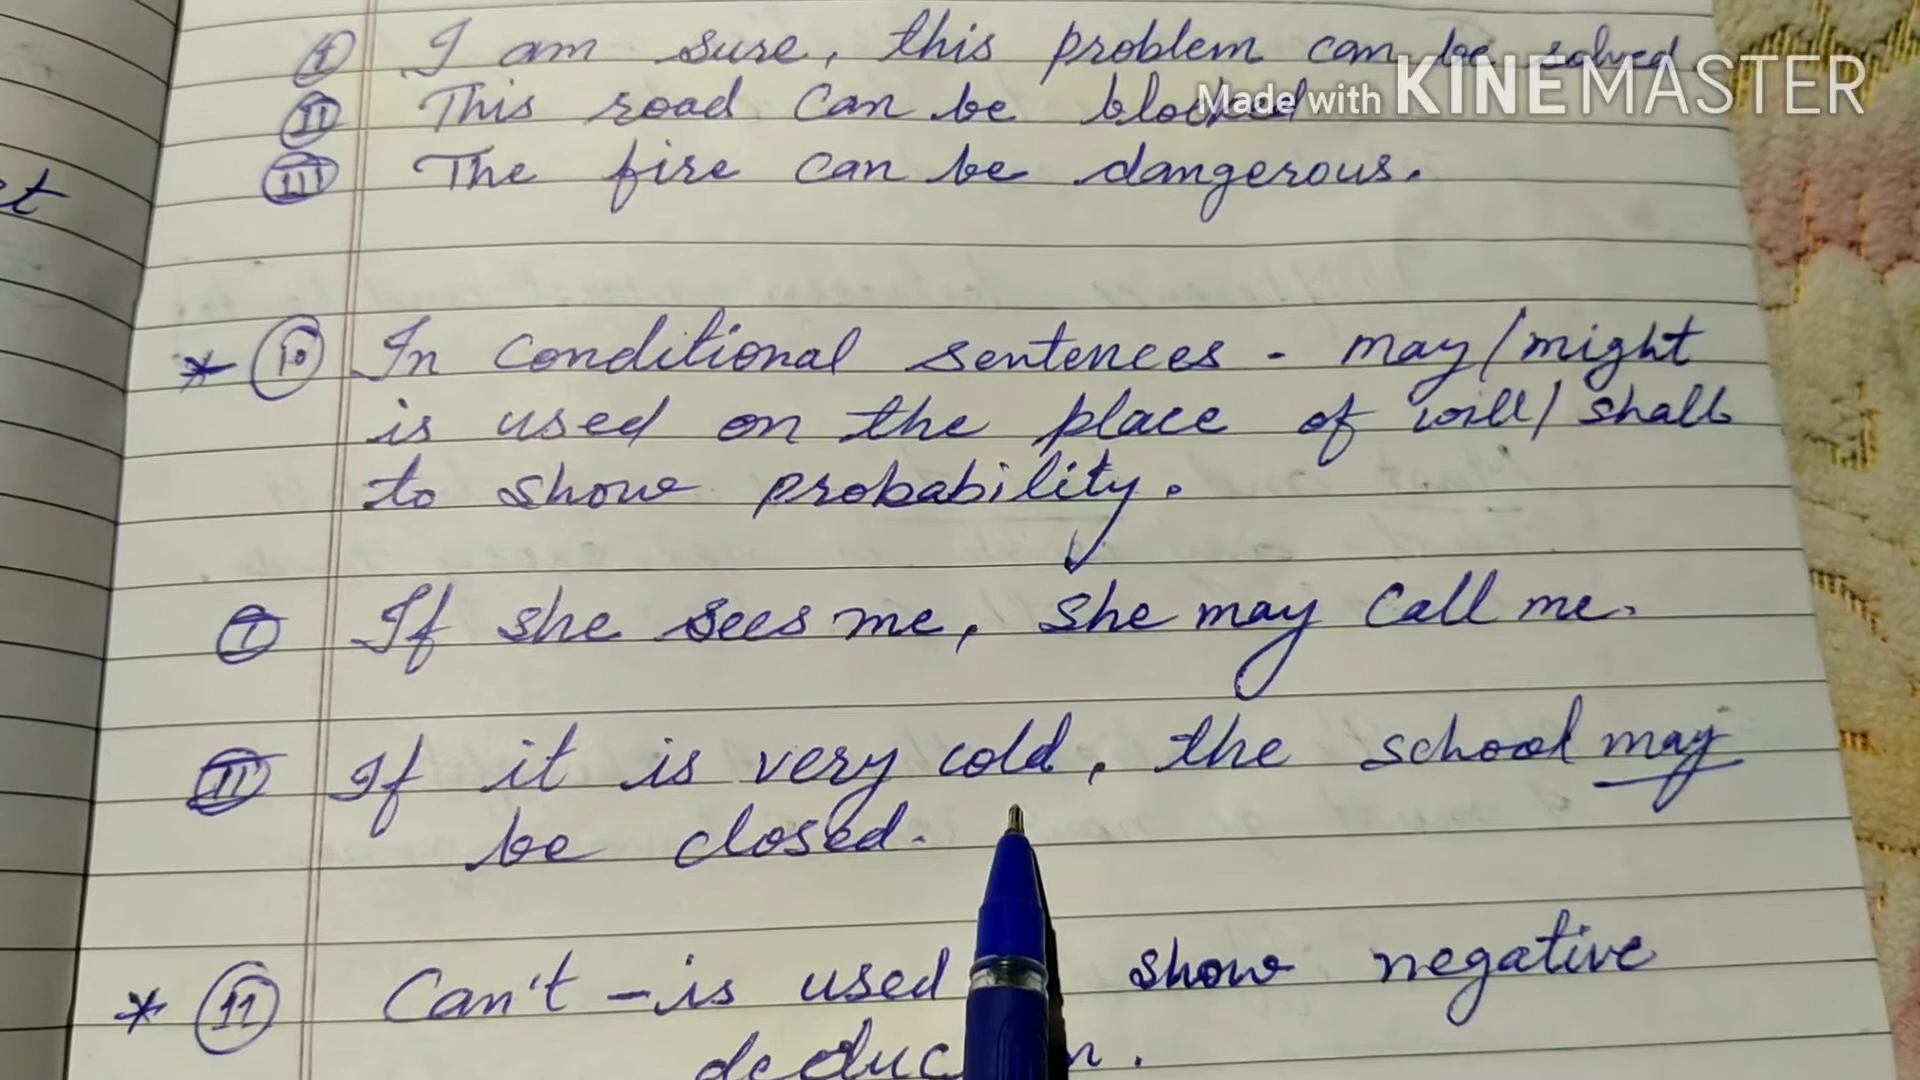 I I am sure, this problem can be solved.
II This road can be blocked
Made with KINEMASTER
III The fire can be dangerous.
et
* 10 In conditional sentences - may/might
is used on the place of will/shall
to show probability.
I If she sees me, she may call me.
II If it is very cold, the school may
be closed.
* 11 Can't - is used show negative